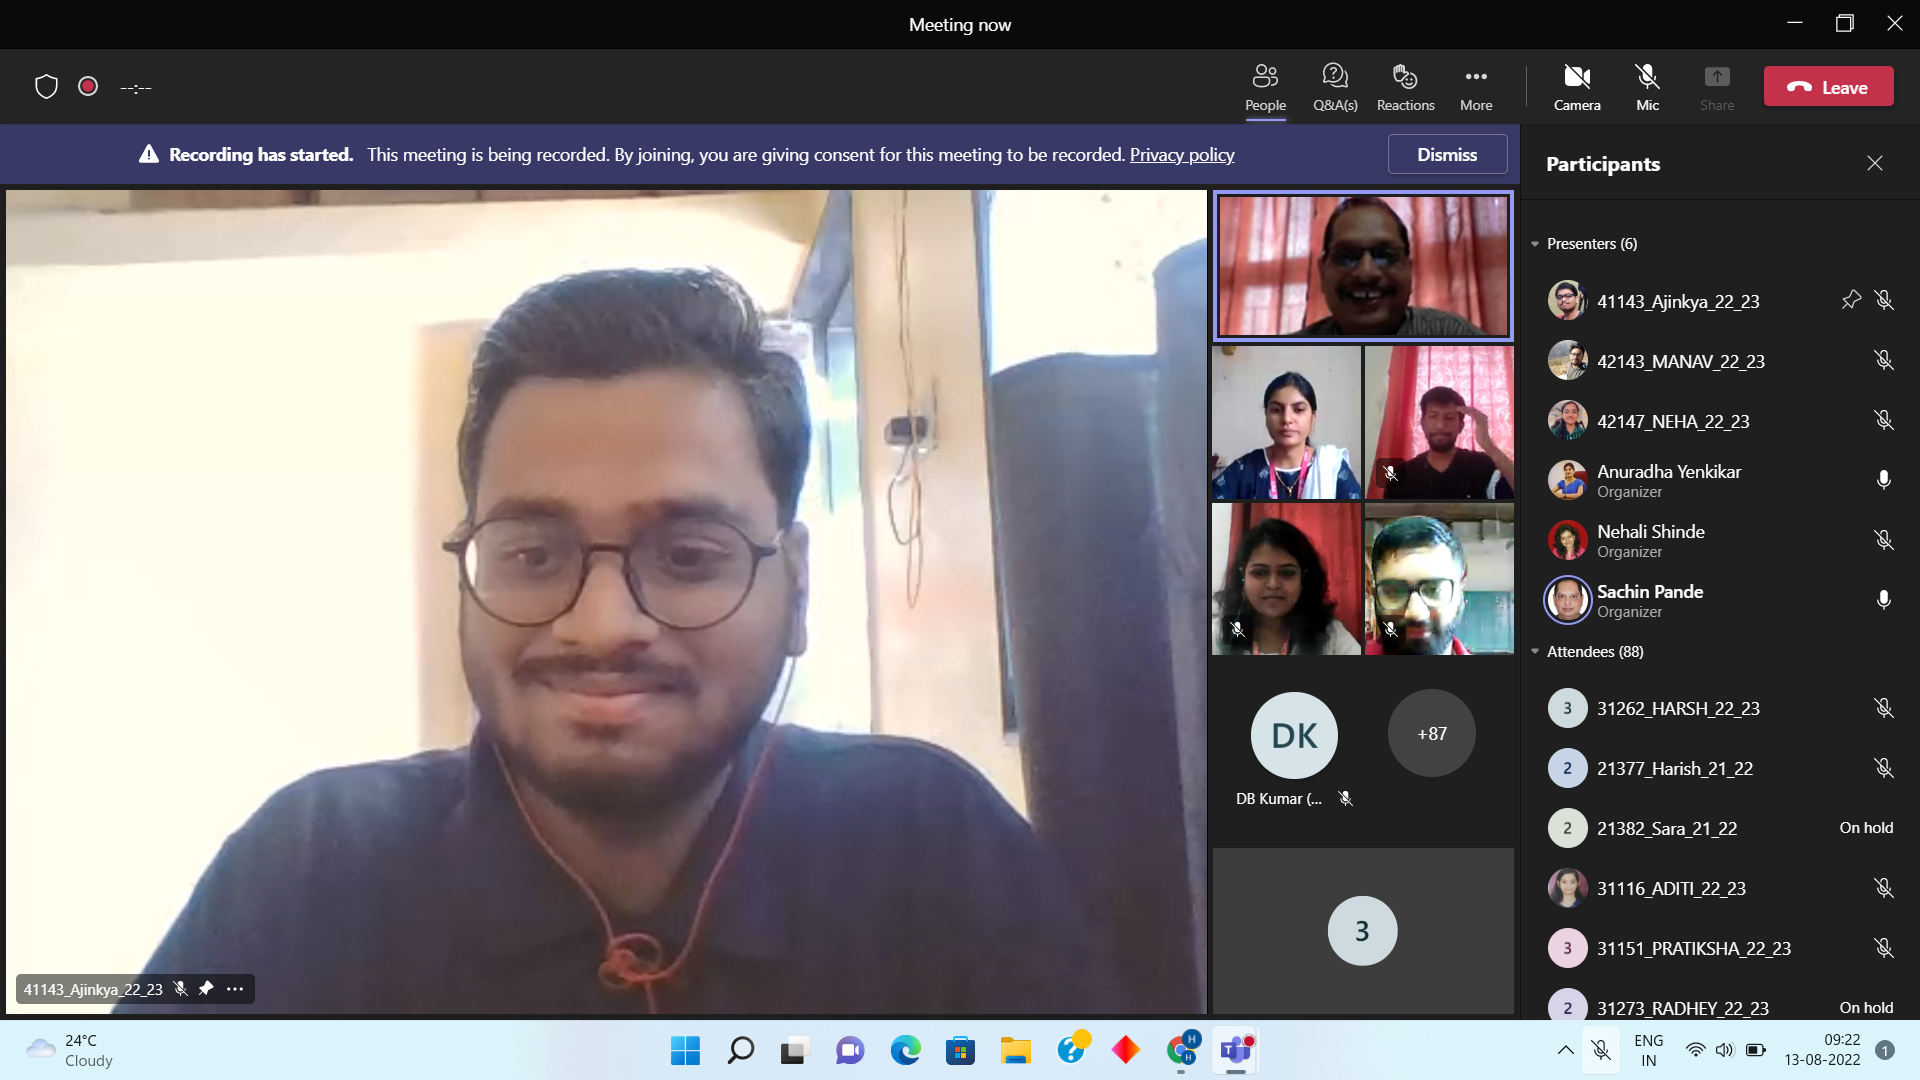 Meeting now
--:--
People
Q&A(s)
Reactions
More
Camera
Mic
Share
Leave
Recording has started. This meeting is being recorded. By joining, you are giving consent for this meeting to be recorded. Privacy policy
Dismiss
41143_Ajinkya_22_23
DK
+87
DB Kumar (...
3
Participants
Presenters (6)
41143_Ajinkya_22_23
42143_MANAV_22_23
42147_NEHA_22_23
Anuradha Yenkikar
Organizer
Nehali Shinde
Organizer
Sachin Pande
Organizer
Attendees (88)
3 31262_HARSH_22_23
2 21377_Harish_21_22
2 21382_Sara_21_22 On hold
31116_ADITI_22_23
3 31151_PRATIKSHA_22_23
2 31273_RADHEY_22_23 On hold
24°C
Cloudy
H
H
T
ENG
IN
09:22
13-08-2022
1